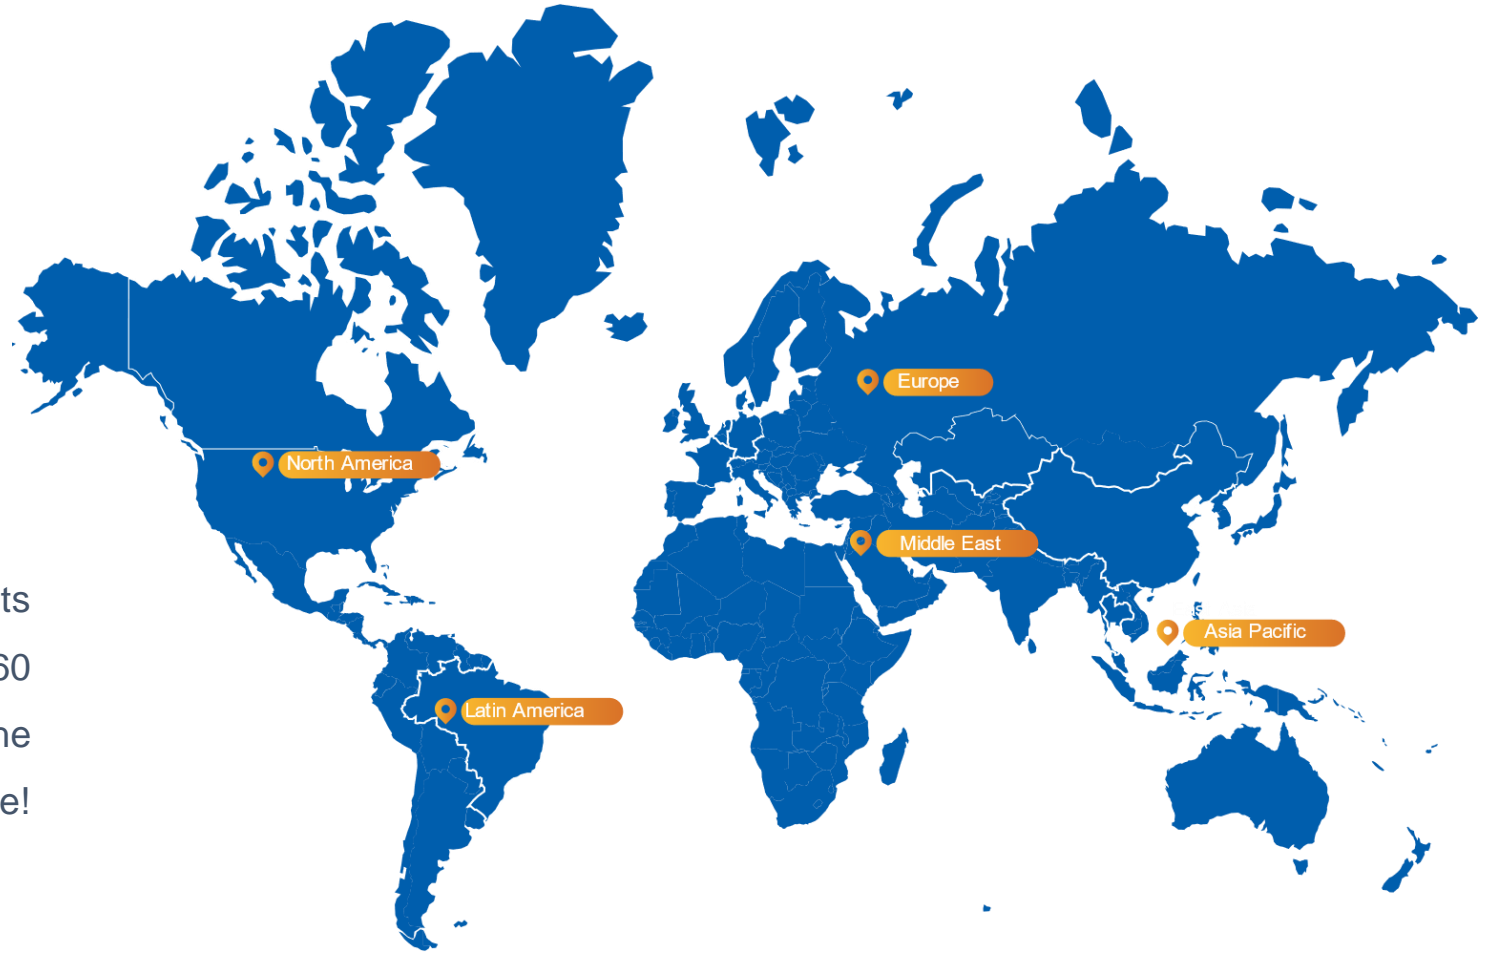 Europe
North America
Middle East
ts
Asia Pacific
60
Latin America
ne
e!